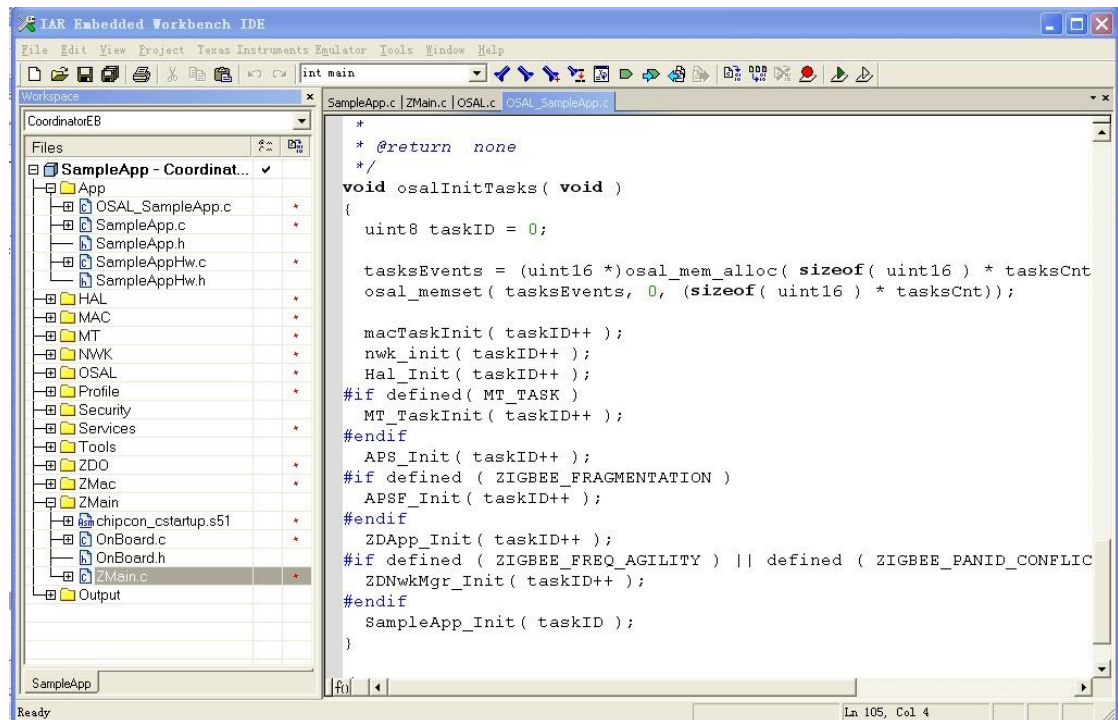 IAR Embedded Workbench IDE
File Edit View Project Texas Instruments Emulator Tools Window Help
int main
Workspace
CoordinatorEB
Files
SampleApp - Coordinat...
App
OSAL_SampleApp.c
SampleApp.c
SampleApp.h
SampleAppHw.c
SampleAppHw.h
HAL
MAC
MT
NWK
OSAL
Profile
Security
Services
Tools
ZDO
ZMac
ZMain
chipcon_cstartup.s51
OnBoard.c
OnBoard.h
ZMain.c
Output
SampleApp
SampleApp.c | ZMain.c | OSAL.c | OSAL_SampleApp.c
*
* @return none
*/
void osalInitTasks( void )
{
uint8 taskID = 0;
tasksEvents = (uint16 *)osal_mem_alloc( sizeof( uint16 ) * tasksCnt
osal_memset( tasksEvents, 0, (sizeof( uint16 ) * tasksCnt));
macTaskInit( taskID++ );
nwk_init( taskID++ );
Hal_Init( taskID++ );
#if defined( MT_TASK )
MT_TaskInit( taskID++ );
#endif
APS_Init( taskID++ );
#if defined ( ZIGBEE_FRAGMENTATION )
APSF_Init( taskID++ );
#endif
ZDApp_Init( taskID++ );
#if defined ( ZIGBEE_FREQ_AGILITY ) || defined ( ZIGBEE_PANID_CONFLIC
ZDNwkMgr_Init( taskID++ );
#endif
SampleApp_Init( taskID );
}
f()
Ready
Ln 105, Col 4